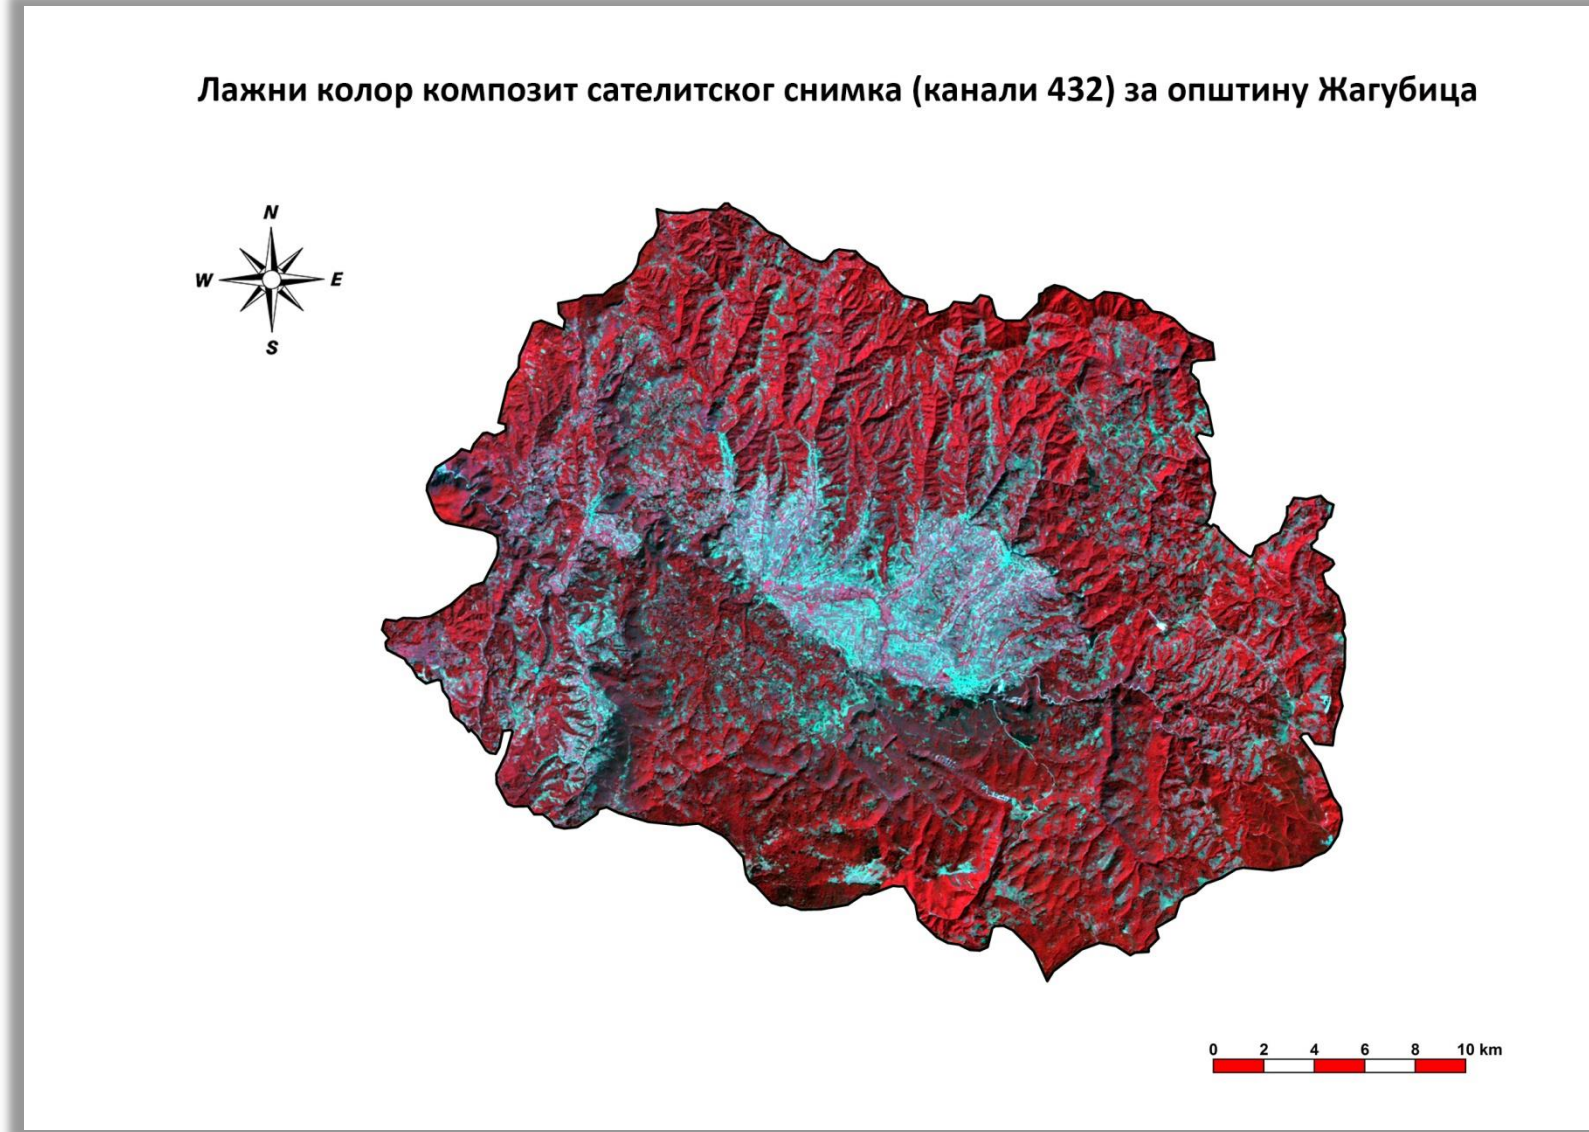 Лажни колор композит сателитског снимка (канали 432) за општину Жагубица
N
W E
S
0 2 4 6 8 10 km